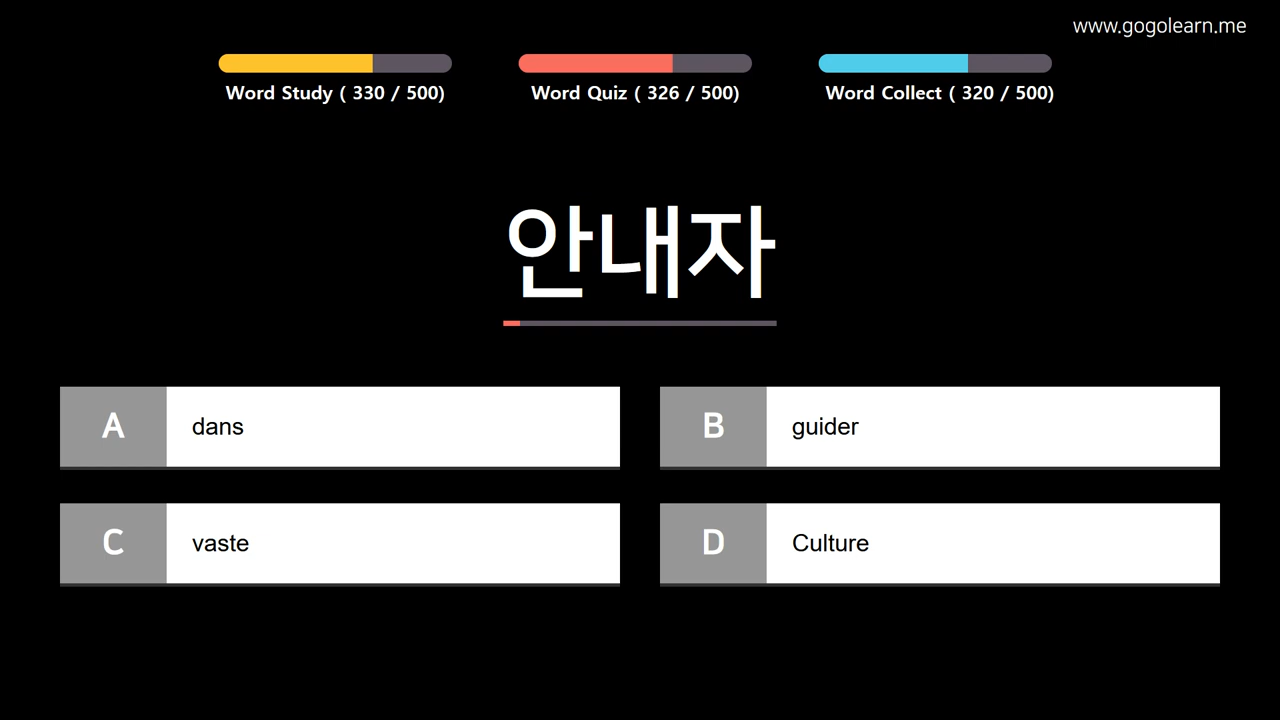 www.gogolearn.me
Word Study ( 330 / 500)
Word Quiz ( 326 / 500)
Word Collect ( 320 / 500)
안내자
A dans
B guider
C vaste
D Culture